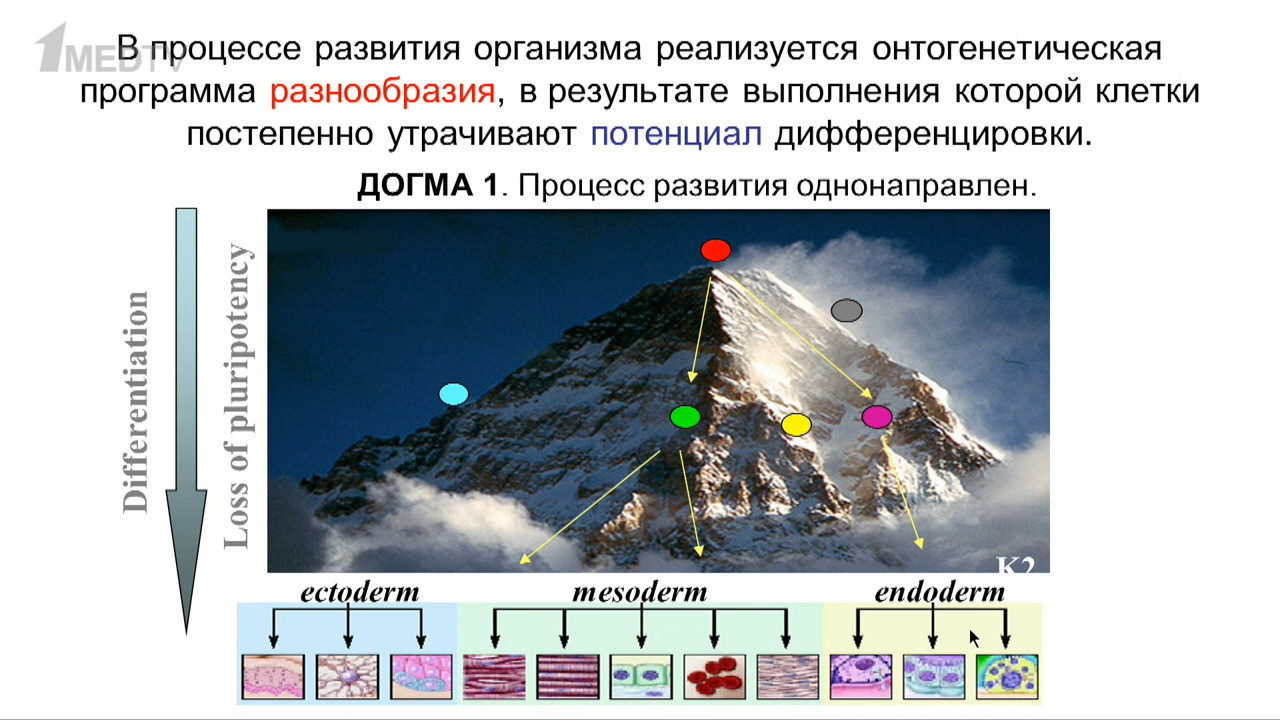 1MEDTV
В процессе развития организма реализуется онтогенетическая
программа разнообразия, в результате выполнения которой клетки
постепенно утрачивают потенциал дифференцировки.
ДОГМА 1. Процесс развития однонаправлен.
Differentiation
Loss of pluripotency
K2
ectoderm mesoderm endoderm